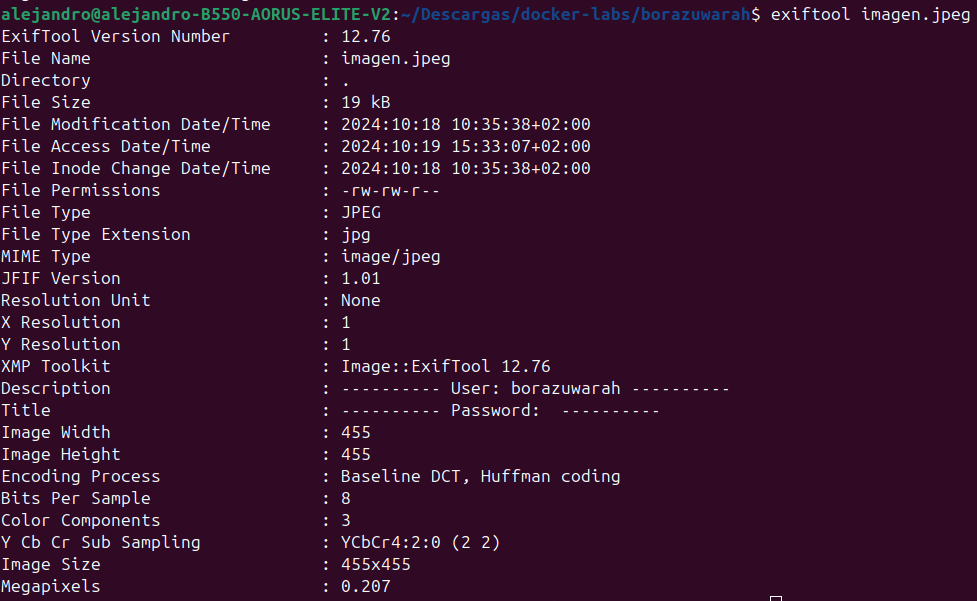 alejandro@alejandro-B550-AORUS-ELITE-V2:~/Descargas/docker-labs/borazuwarah$ exiftool imagen.jpeg
ExifTool Version Number         : 12.76
File Name                       : imagen.jpeg
Directory                       : .
File Size                       : 19 kB
File Modification Date/Time     : 2024:10:18 10:35:38+02:00
File Access Date/Time           : 2024:10:19 15:33:07+02:00
File Inode Change Date/Time     : 2024:10:18 10:35:38+02:00
File Permissions                : -rw-rw-r--
File Type                       : JPEG
File Type Extension             : jpg
MIME Type                       : image/jpeg
JFIF Version                    : 1.01
Resolution Unit                 : None
X Resolution                    : 1
Y Resolution                    : 1
XMP Toolkit                     : Image::ExifTool 12.76
Description                     : ---------- User: borazuwarah ----------
Title                           : ---------- Password:  ----------
Image Width                     : 455
Image Height                    : 455
Encoding Process                : Baseline DCT, Huffman coding
Bits Per Sample                 : 8
Color Components                : 3
Y Cb Cr Sub Sampling            : YCbCr4:2:0 (2 2)
Image Size                      : 455x455
Megapixels                      : 0.207